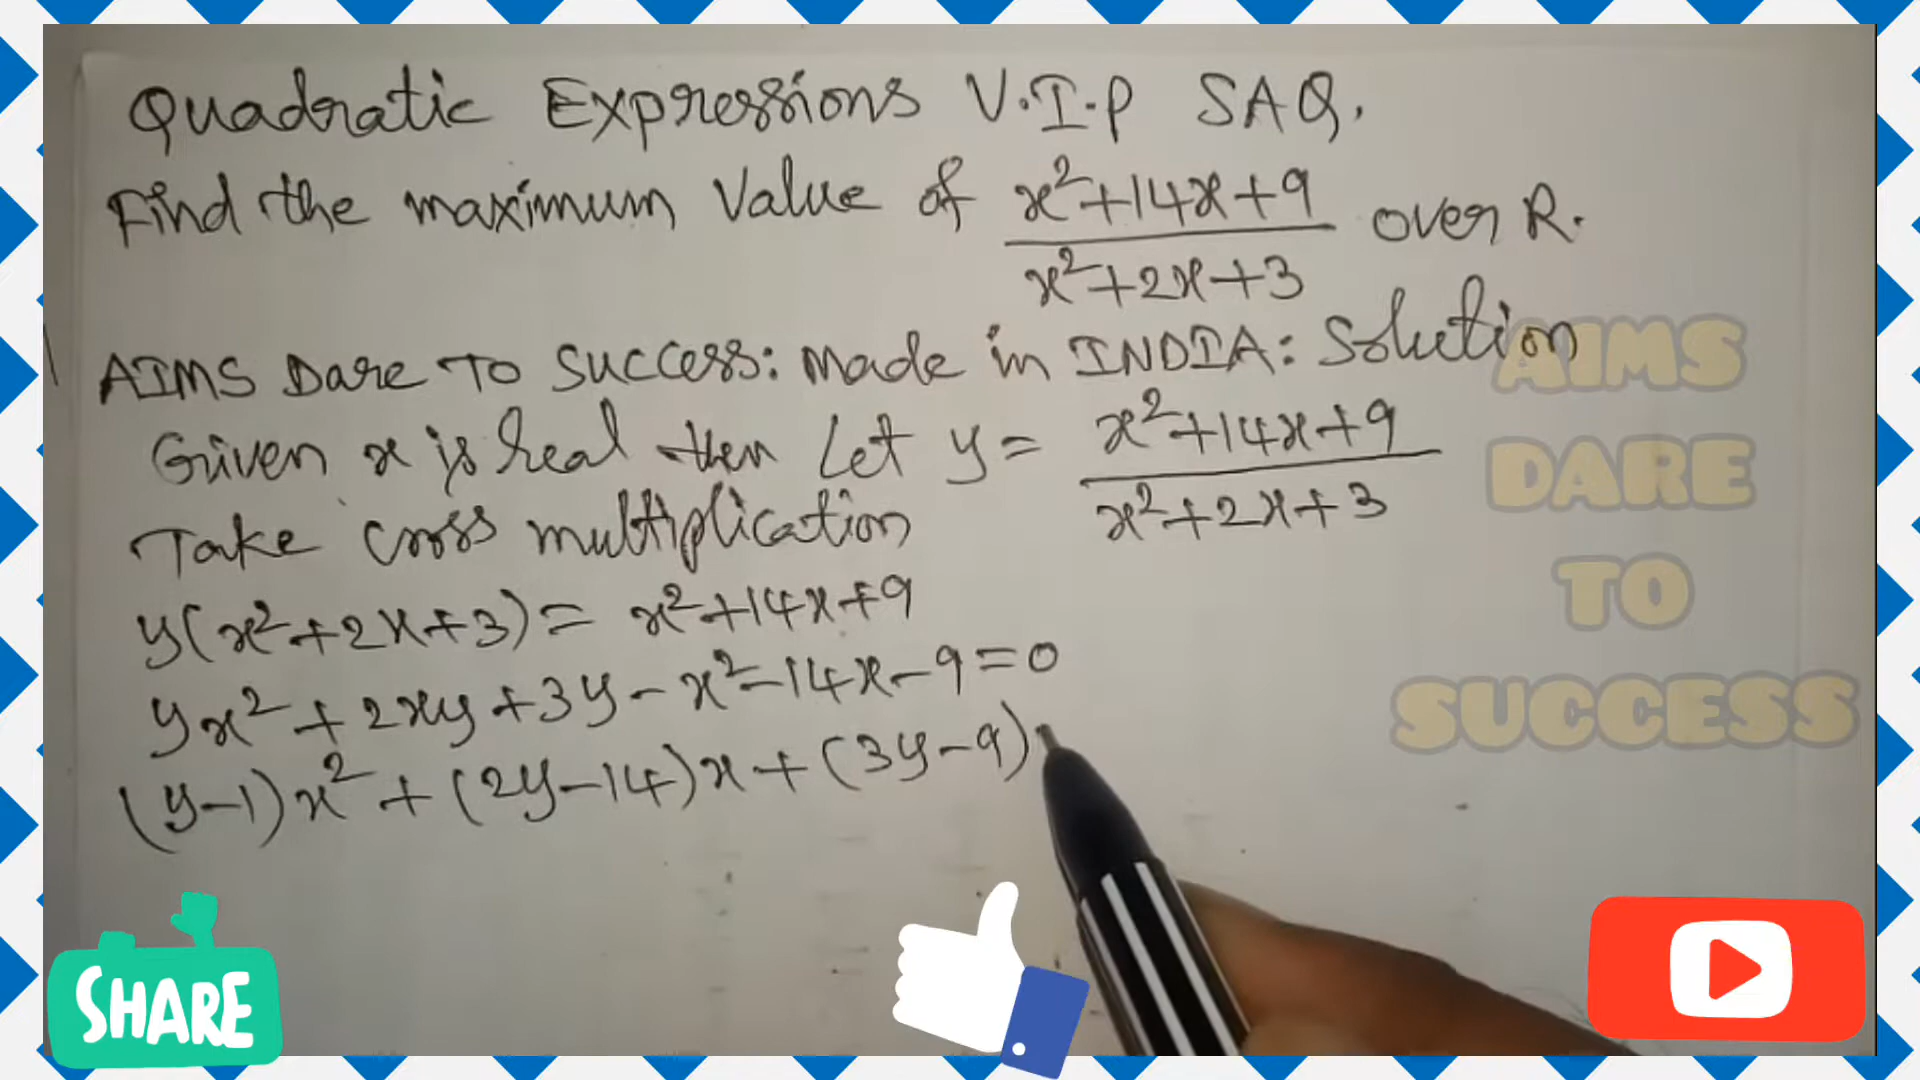 Quadratic Expressions V.I.P SAQ.
Find the maximum value of x²+14x+9 / x²+2x+3 over R.
AIMS Dare To Success: Made in INDIA: Solution
Given x is real then Let y = x²+14x+9 / x²+2x+3
Take cross multiplication
y(x²+2x+3) = x²+14x+9
yx²+2xy+3y-x²-14x-9=0
(y-1)x²+(2y-14)x+(3y-9)
AIMS
DARE
TO
SUCCESS
SHARE